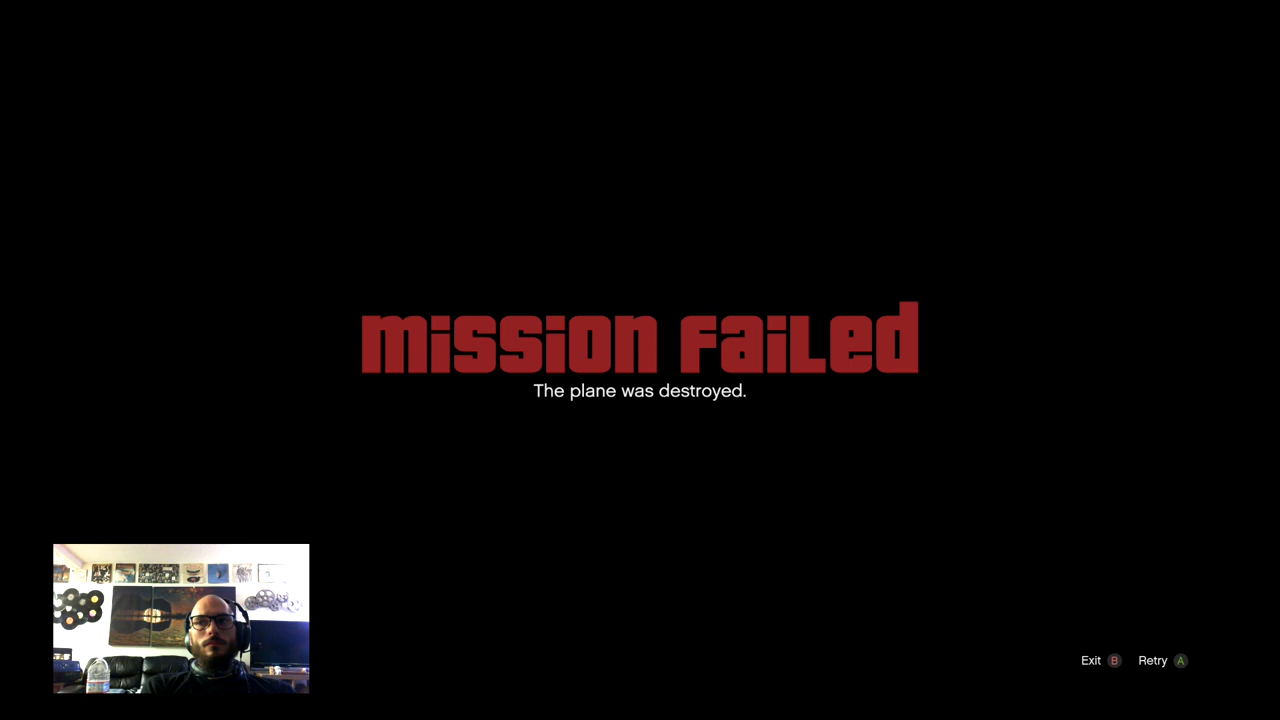 mission failed
The plane was destroyed.
Exit B Retry A